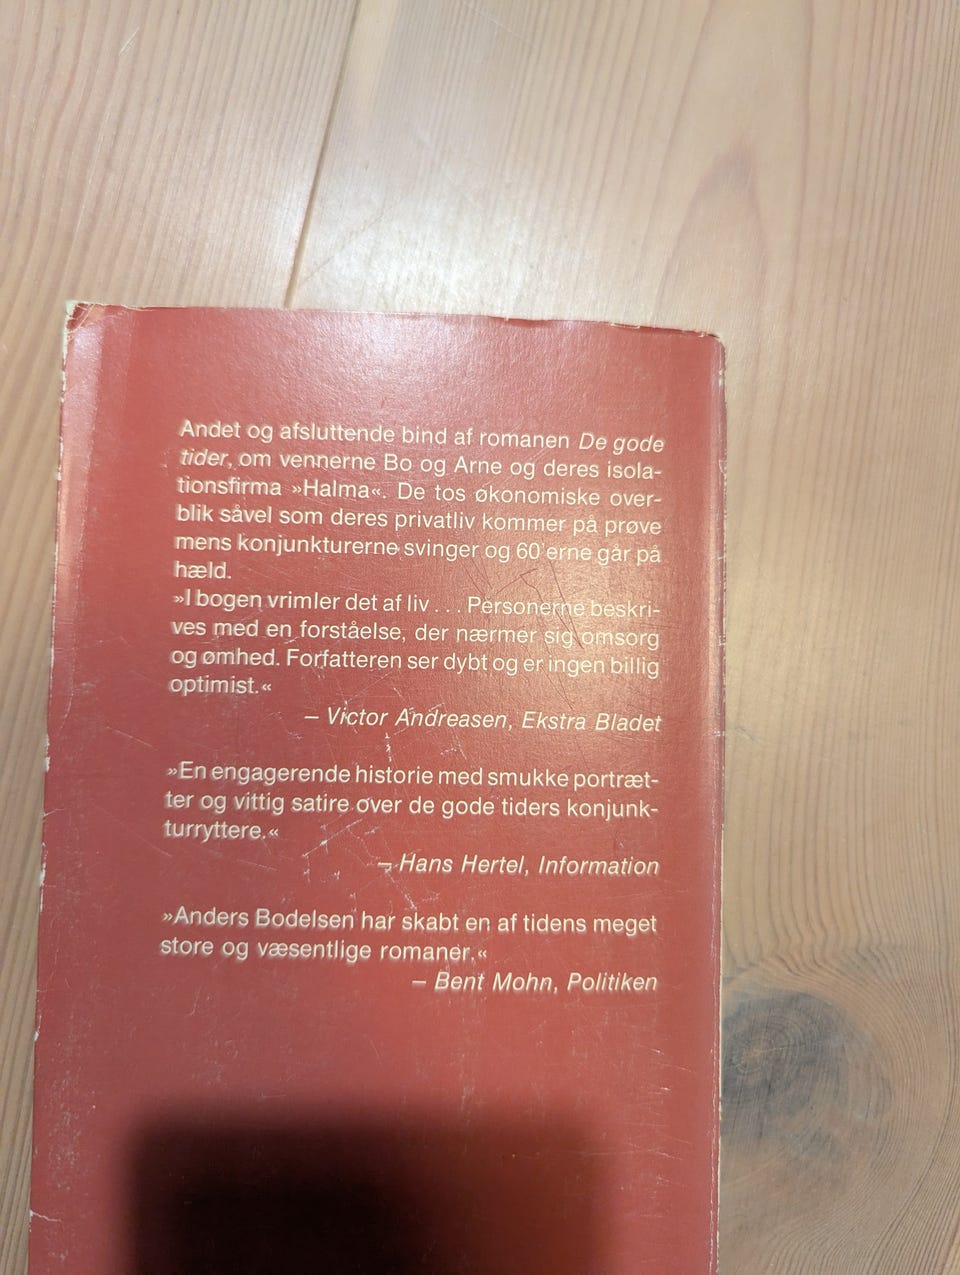 Andet og afsluttende bind af romanen De gode
tider, om vennerne Bo og Arne og deres isola-
tionsfirma »Halma«. De tos økonomiske over-
blik såvel som deres privatliv kommer på prøve
mens konjunkturerne svinger og 60'erne går på
hæld.
»I bogen vrimler det af liv . . . Personerne beskri-
ves med en forståelse, der nærmer sig omsorg
og ømhed. Forfatteren ser dybt og er ingen billig
optimist.«
– Victor Andreasen, Ekstra Bladet
»En engagerende historie med smukke portræt-
ter og vittig satire over de gode tiders konjunk-
turryttere.«
– Hans Hertel, Information
»Anders Bodelsen har skabt en af tidens meget
store og væsentlige romaner.«
– Bent Mohn, Politiken